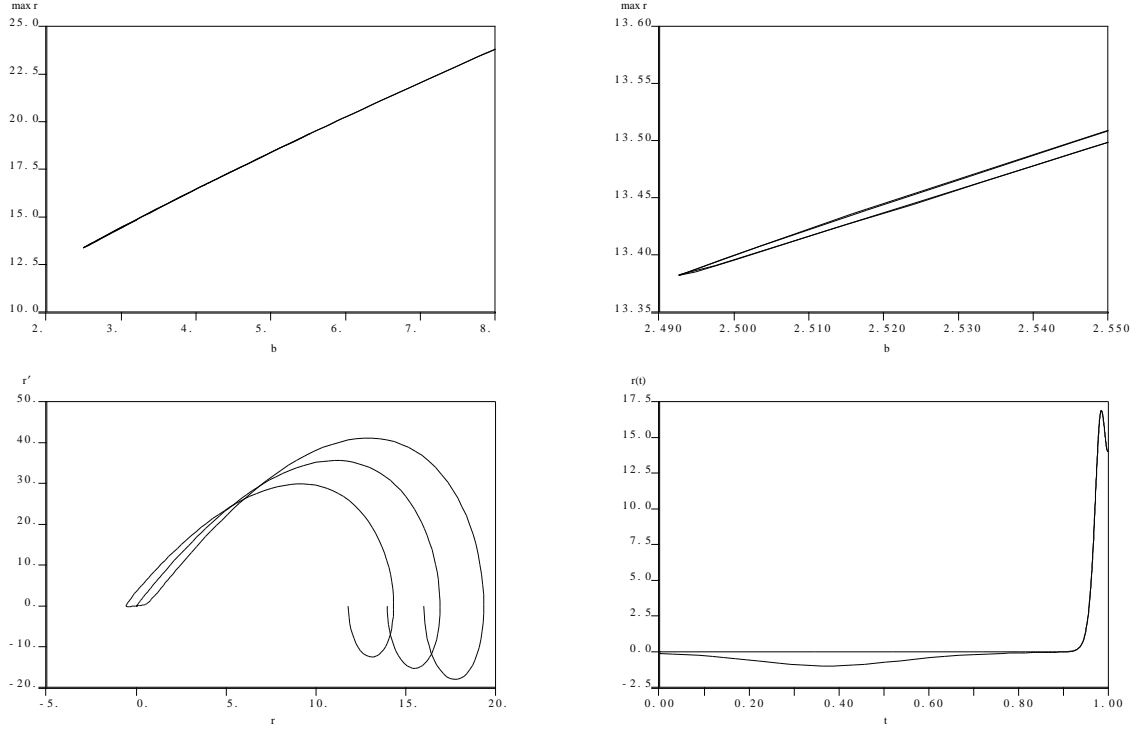 max r
25.0
22.5
20.0
17.5
15.0
12.5
10.0
2. 3. 4. 5. 6. 7. 8.
b
max r
13.60
13.55
13.50
13.45
13.40
13.35
2.490 2.500 2.510 2.520 2.530 2.540 2.550
b
r′
50.
40.
30.
20.
10.
0.
-10.
-20.
-5. 0. 5. 10. 15. 20.
r
r(t)
17.5
15.0
12.5
10.0
7.5
5.0
2.5
0.0
-2.5
0.00 0.20 0.40 0.60 0.80 1.00
t